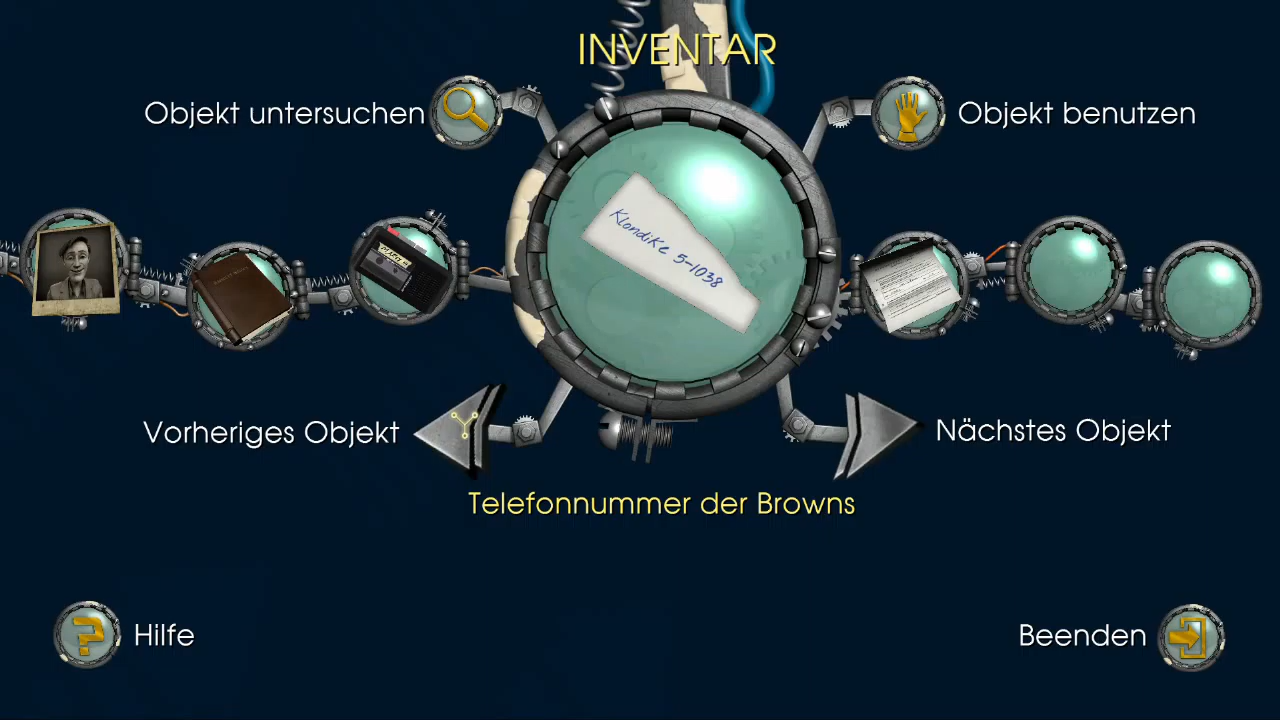 INVENTAR
Objekt untersuchen
Objekt benutzen
Klondike 5-1038
Vorheriges Objekt
Nächstes Objekt
Telefonnummer der Browns
Hilfe
Beenden